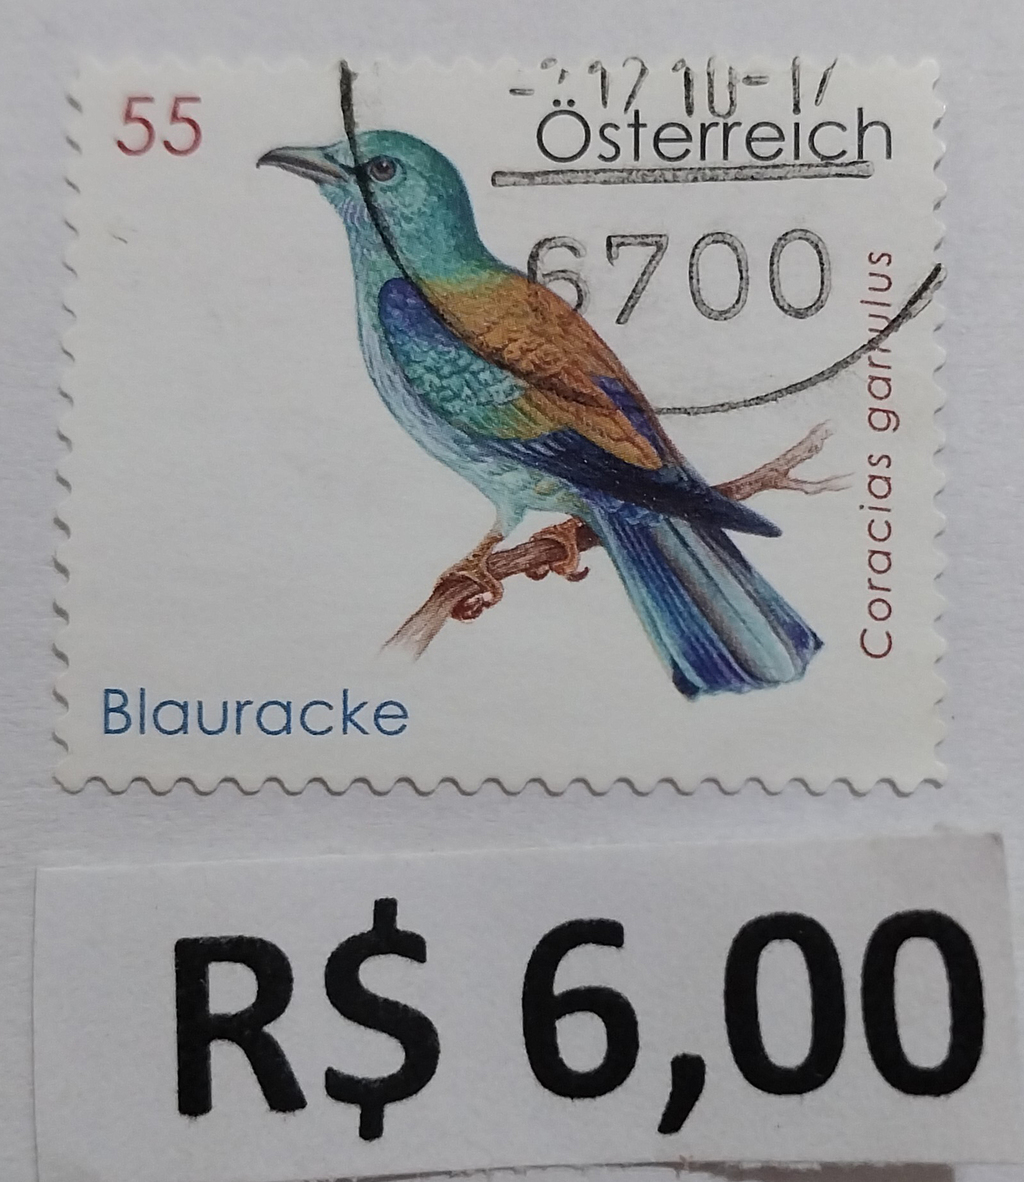 55
Österreich
6700
Coracias garrulus
Blauracke
R$ 6,00